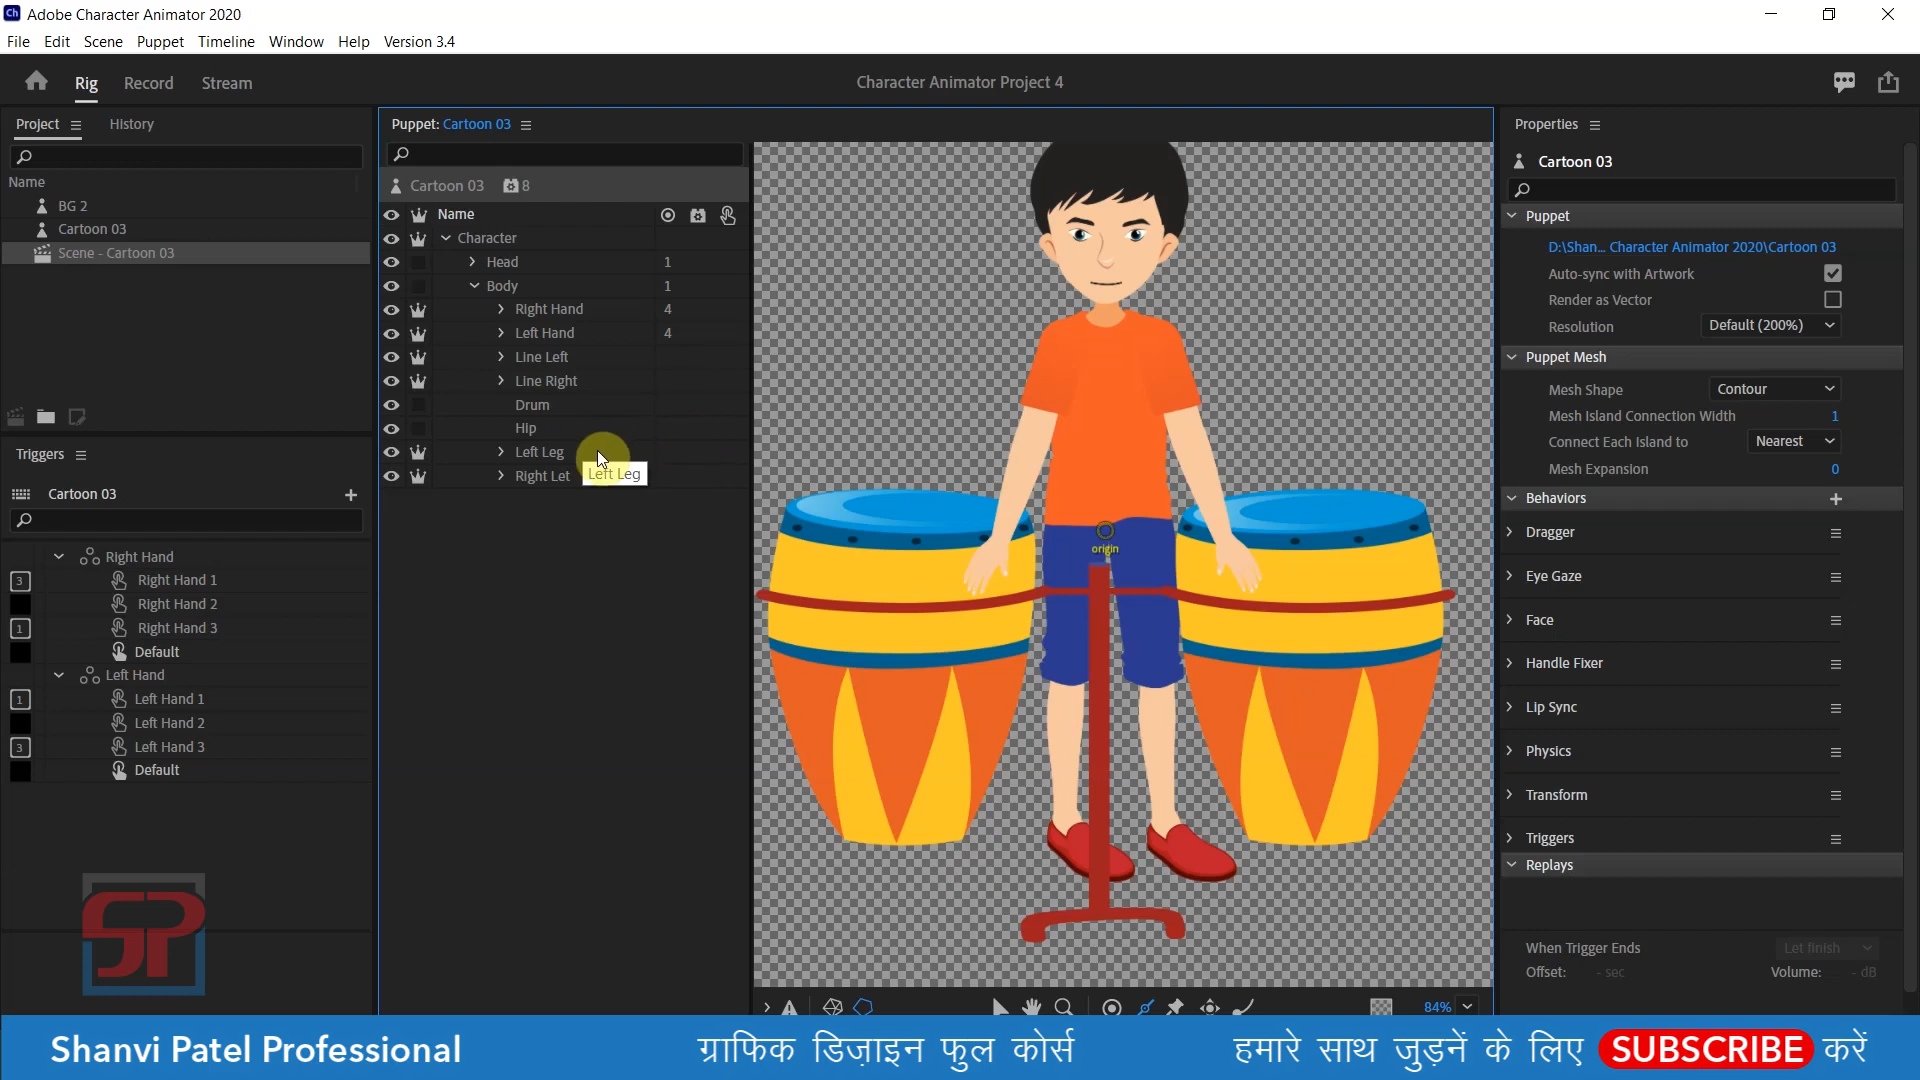 Adobe Character Animator 2020
File Edit Scene Puppet Timeline Window Help Version 3.4
Rig Record Stream
Character Animator Project 4
Project History
Name
BG 2
Cartoon 03
Scene - Cartoon 03
Triggers
Cartoon 03
Right Hand
3 Right Hand 1
Right Hand 2
1 Right Hand 3
Default
Left Hand
1 Left Hand 1
Left Hand 2
3 Left Hand 3
Default
SP
Puppet: Cartoon 03
Cartoon 03 8
Name
Character
Head 1
Body 1
Right Hand 4
Left Hand 4
Line Left
Line Right
Drum
Hip
Left Leg
Right Let
Left Leg
origin
84%
Properties
Cartoon 03
Puppet
D:\Shan... Character Animator 2020\Cartoon 03
Auto-sync with Artwork
Render as Vector
Resolution Default (200%)
Puppet Mesh
Mesh Shape Contour
Mesh Island Connection Width 1
Connect Each Island to Nearest
Mesh Expansion 0
Behaviors
Dragger
Eye Gaze
Face
Handle Fixer
Lip Sync
Physics
Transform
Triggers
Replays
When Trigger Ends Let finish
Offset: - sec Volume: - dB
Shanvi Patel Professional
ग्राफिक डिज़ाइन फुल कोर्स
हमारे साथ जुड़नें के लिए SUBSCRIBE करें